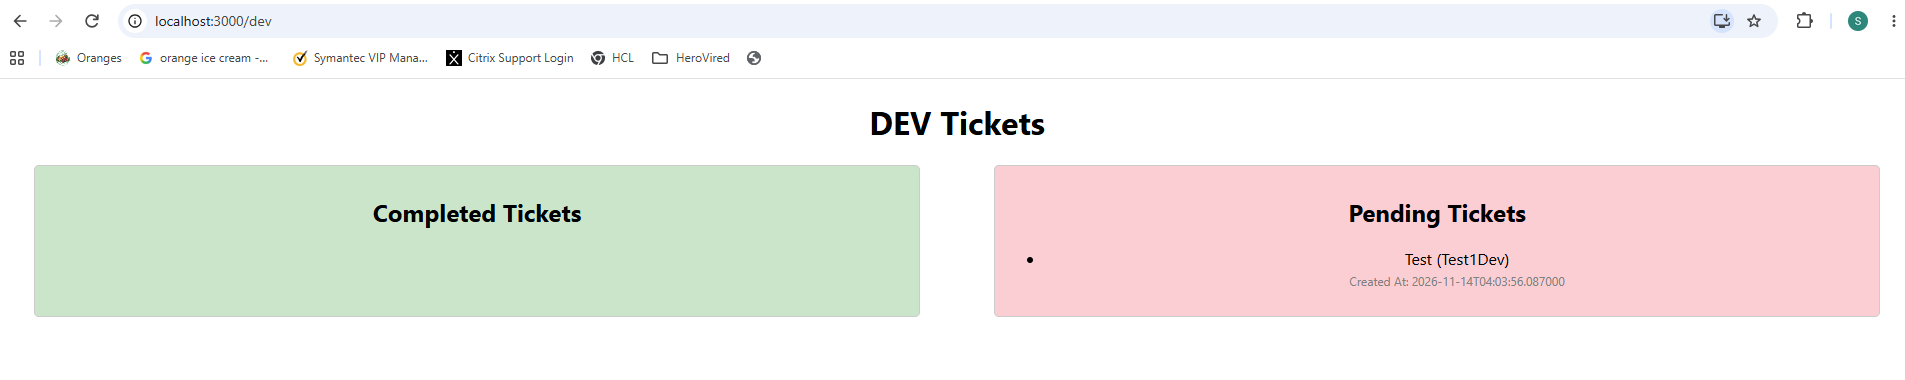 localhost:3000/dev
S
Oranges
orange ice cream -...
Symantec VIP Mana...
Citrix Support Login
HCL
HeroVired
DEV Tickets
Completed Tickets
Pending Tickets
Test (Test1Dev)
Created At: 2026-11-14T04:03:56.087000